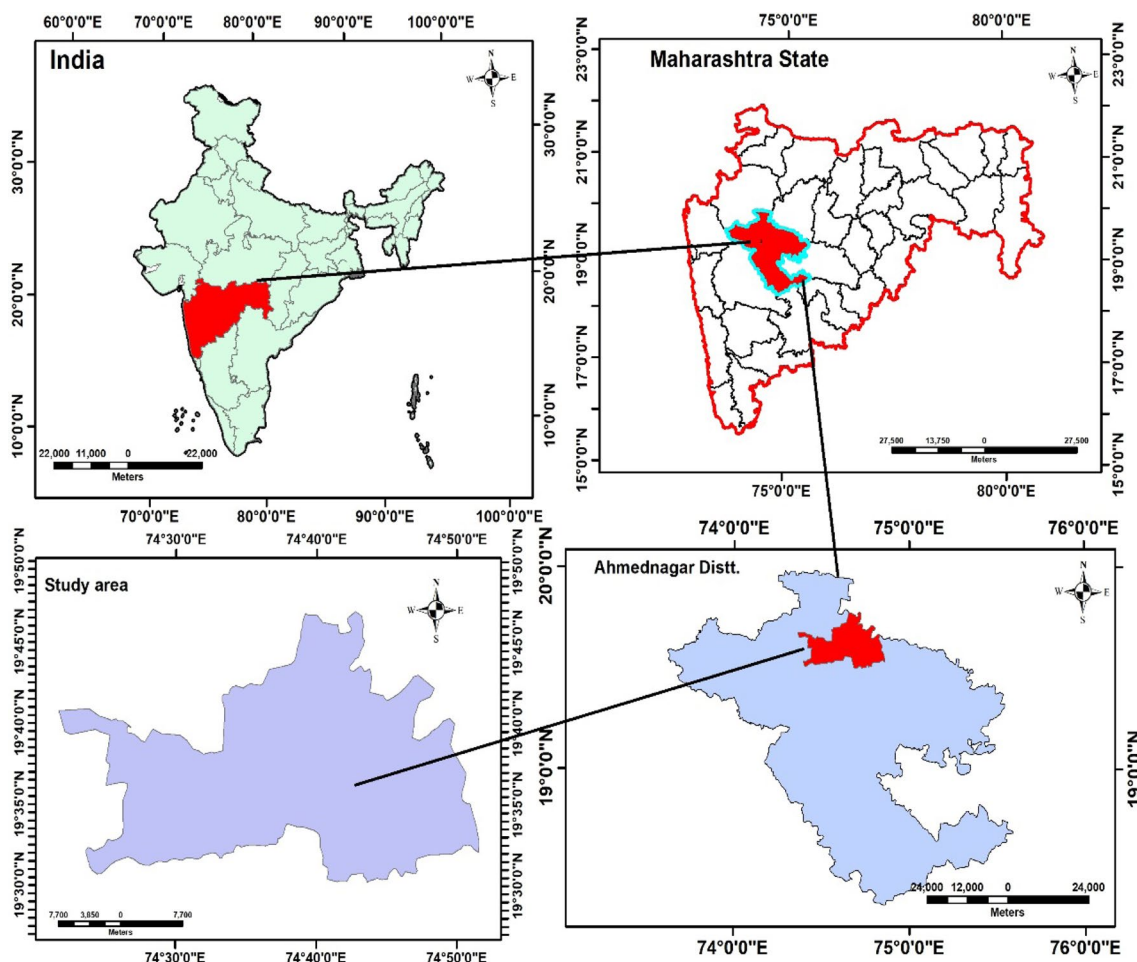 60°0'0"E 70°0'0"E 80°0'0"E 90°0'0"E 100°0'0"E
India
N
W E
S
30°0'0"N
20°0'0"N
10°0'0"N
30°0'0"N
20°0'0"N
10°0'0"N
22,000 11,000 0 22,000
Meters
70°0'0"E 80°0'0"E 90°0'0"E 100°0'0"E
75°0'0"E 80°0'0"E
Maharashtra State
N
W E
S
23°0'0"N
21°0'0"N
19°0'0"N
17°0'0"N
15°0'0"N
23°0'0"N
21°0'0"N
19°0'0"N
17°0'0"N
15°0'0"N
27,500 13,750 0 27,500
Meters
75°0'0"E 80°0'0"E
74°30'0"E 74°40'0"E 74°50'0"E
Study area
N
W E
S
19°50'0"N
19°45'0"N
19°40'0"N
19°35'0"N
19°30'0"N
19°50'0"N
19°45'0"N
19°40'0"N
19°35'0"N
19°30'0"N
7,700 3,850 0 7,700
Meters
74°30'0"E 74°40'0"E 74°50'0"E
74°0'0"E 75°0'0"E 76°0'0"E
Ahmednagar Distt.
N
W E
S
20°0'0"N
19°0'0"N
20°0'0"N
19°0'0"N
24,000 12,000 0 24,000
Meters
74°0'0"E 75°0'0"E 76°0'0"E